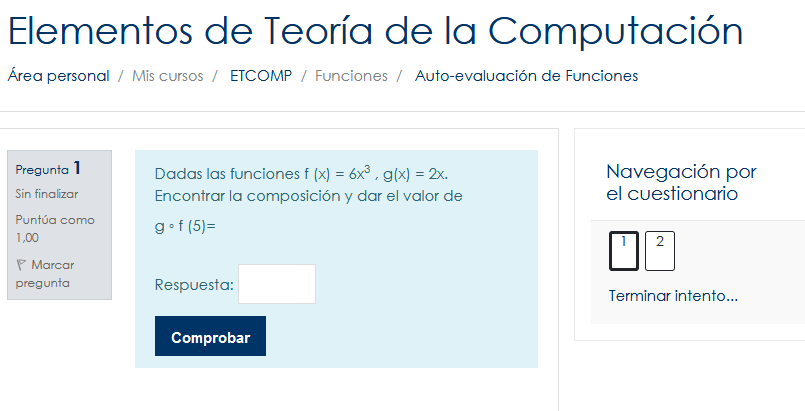 Elementos de Teoría de la Computación
Área personal / Mis cursos / ETCOMP / Funciones / Auto-evaluación de Funciones
Pregunta 1
Sin finalizar
Puntúa como
1,00
Marcar
pregunta
Dadas las funciones f (x) = 6x³ , g(x) = 2x.
Encontrar la composición y dar el valor de
g ∘ f (5)=
Respuesta:
Comprobar
Navegación por
el cuestionario
1 2
Terminar intento...